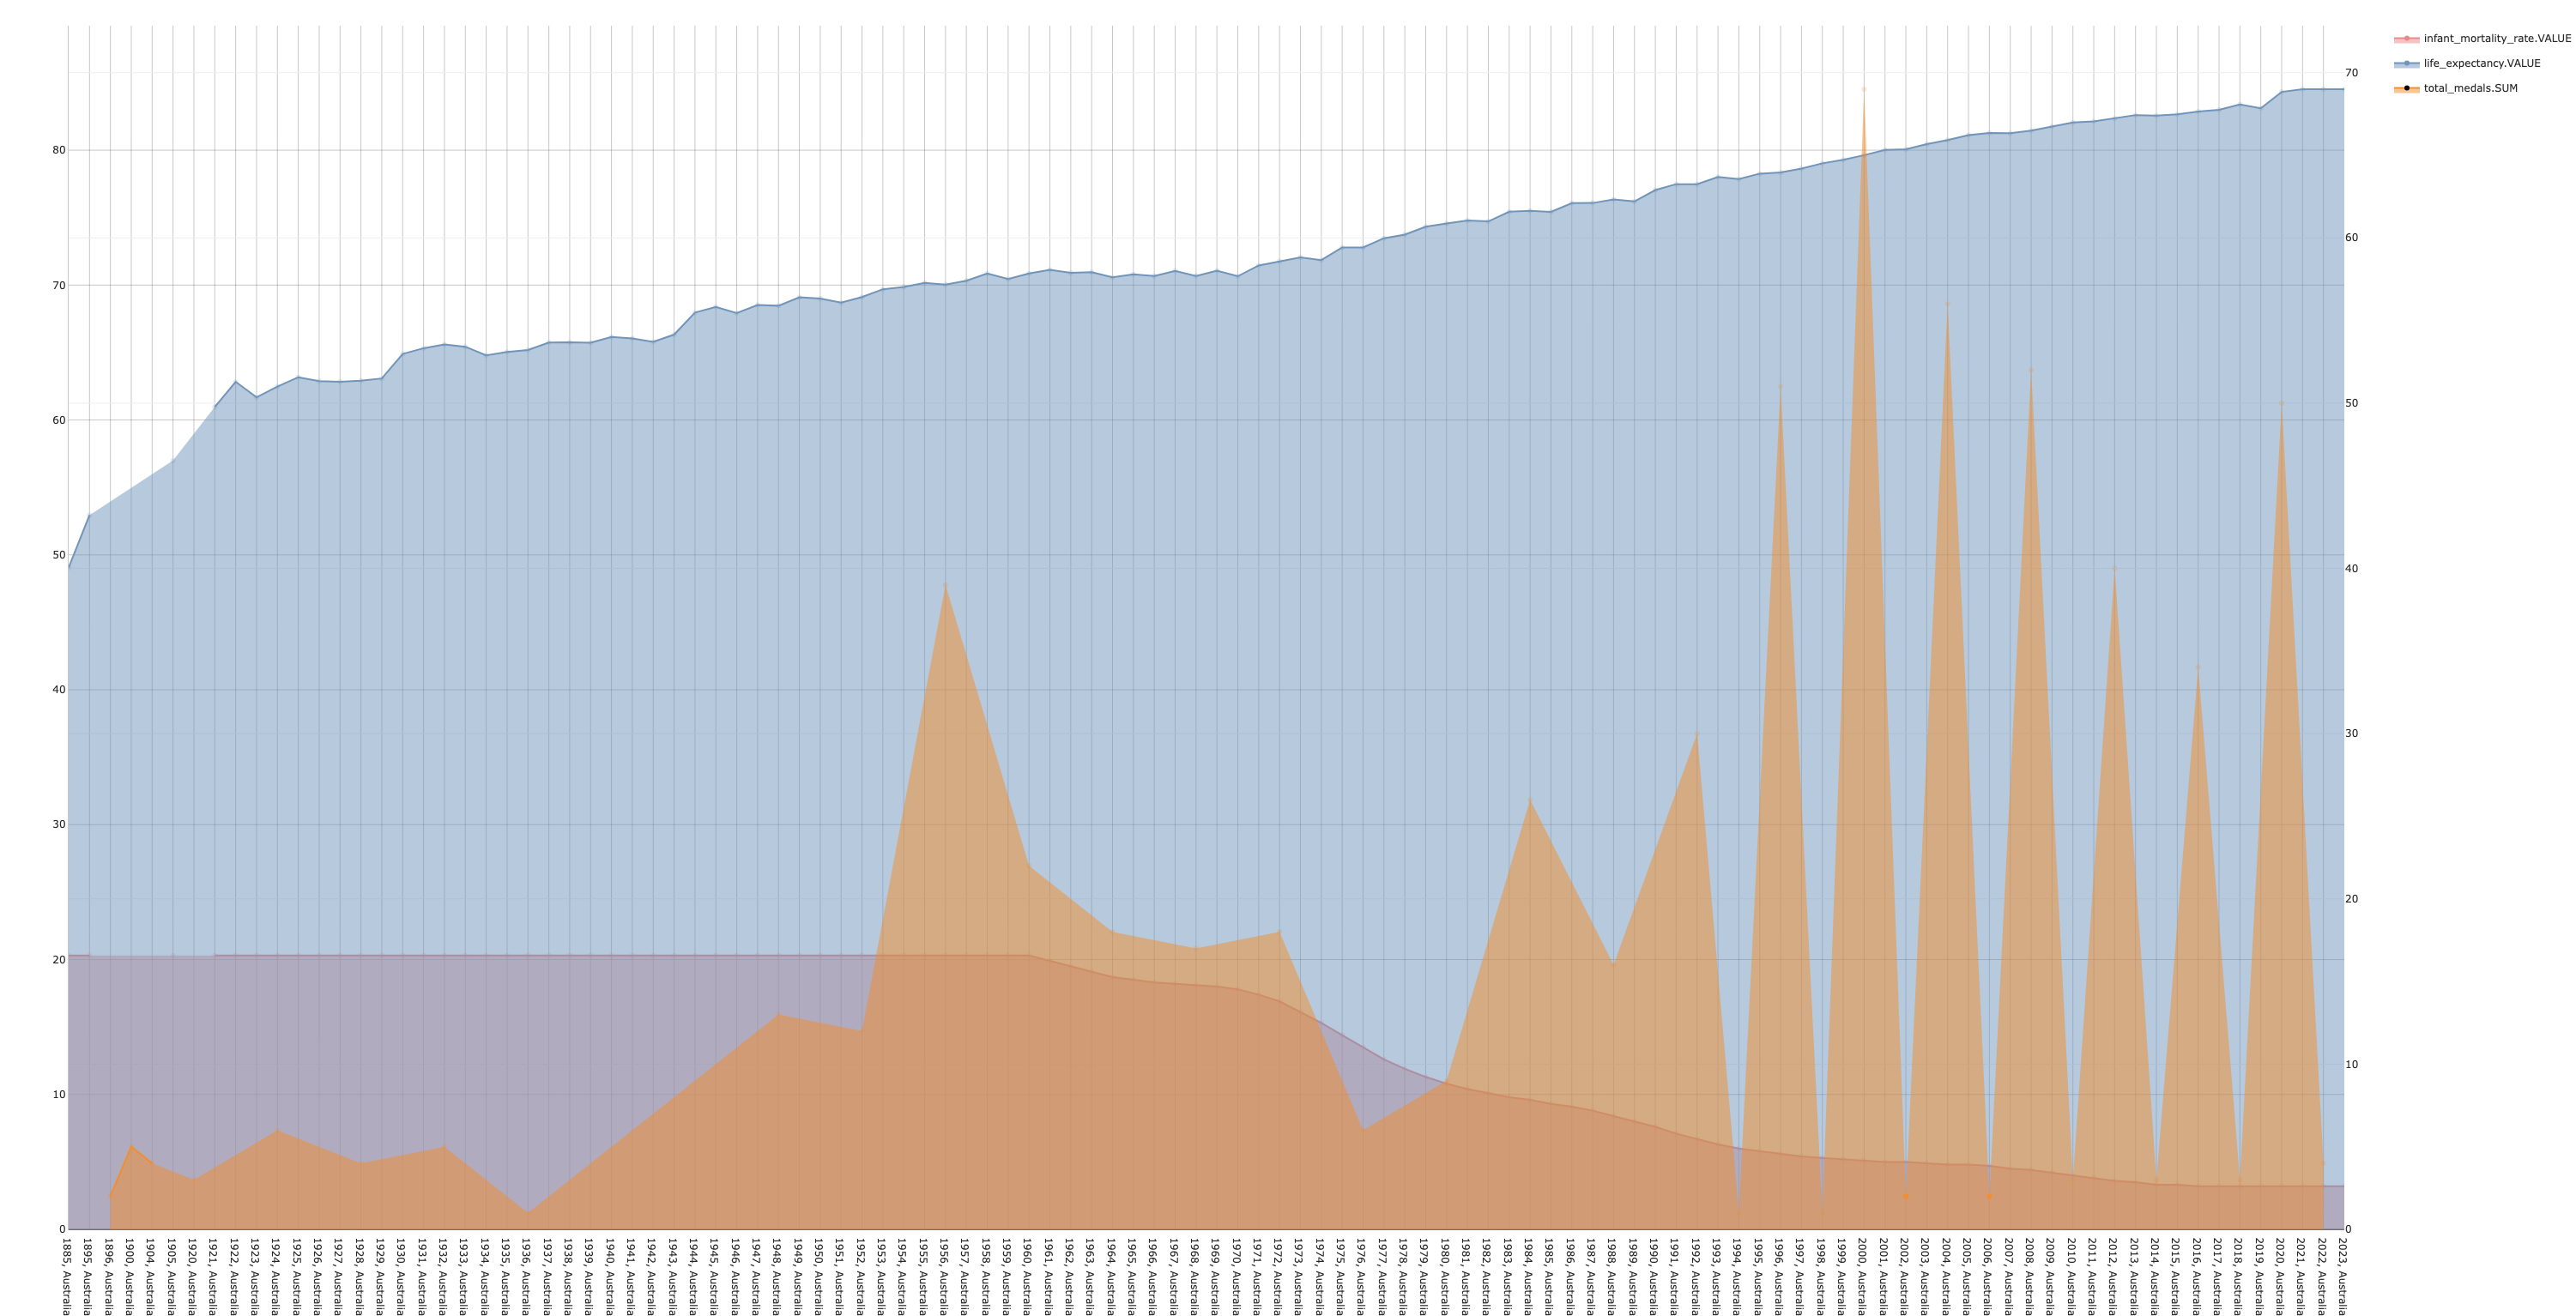 infant_mortality_rate.VALUE
life_expectancy.VALUE
total_medals.SUM
80
70
60
50
40
30
20
10
0
70
60
50
40
30
20
10
0
1885, Australia
1895, Australia
1896, Australia
1900, Australia
1904, Australia
1905, Australia
1920, Australia
1921, Australia
1922, Australia
1923, Australia
1924, Australia
1925, Australia
1926, Australia
1927, Australia
1928, Australia
1929, Australia
1930, Australia
1931, Australia
1932, Australia
1933, Australia
1934, Australia
1935, Australia
1936, Australia
1937, Australia
1938, Australia
1939, Australia
1940, Australia
1941, Australia
1942, Australia
1943, Australia
1944, Australia
1945, Australia
1946, Australia
1947, Australia
1948, Australia
1949, Australia
1950, Australia
1951, Australia
1952, Australia
1953, Australia
1954, Australia
1955, Australia
1956, Australia
1957, Australia
1958, Australia
1959, Australia
1960, Australia
1961, Australia
1962, Australia
1963, Australia
1964, Australia
1965, Australia
1966, Australia
1967, Australia
1968, Australia
1969, Australia
1970, Australia
1971, Australia
1972, Australia
1973, Australia
1974, Australia
1975, Australia
1976, Australia
1977, Australia
1978, Australia
1979, Australia
1980, Australia
1981, Australia
1982, Australia
1983, Australia
1984, Australia
1985, Australia
1986, Australia
1987, Australia
1988, Australia
1989, Australia
1990, Australia
1991, Australia
1992, Australia
1993, Australia
1994, Australia
1995, Australia
1996, Australia
1997, Australia
1998, Australia
1999, Australia
2000, Australia
2001, Australia
2002, Australia
2003, Australia
2004, Australia
2005, Australia
2006, Australia
2007, Australia
2008, Australia
2009, Australia
2010, Australia
2011, Australia
2012, Australia
2013, Australia
2014, Australia
2015, Australia
2016, Australia
2017, Australia
2018, Australia
2019, Australia
2020, Australia
2021, Australia
2022, Australia
2023, Australia